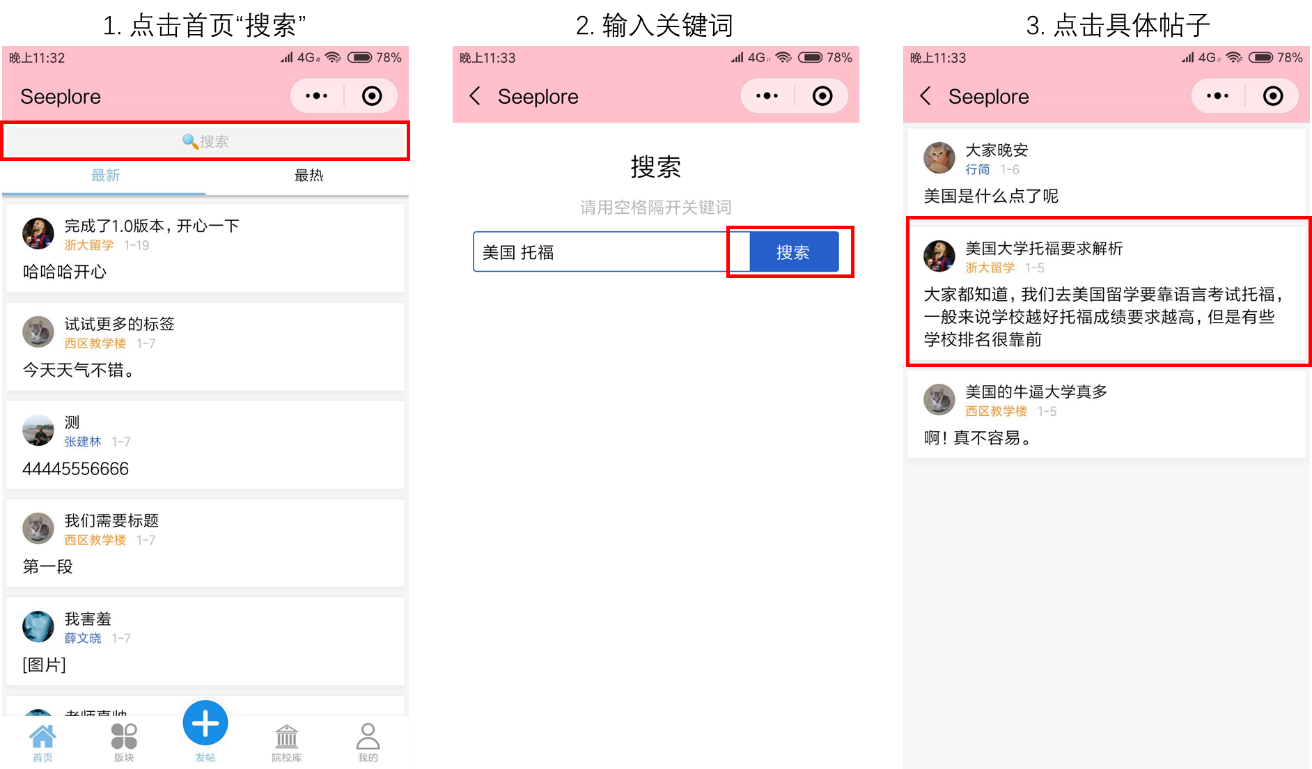 1. 点击首页“搜索”
晚上11:32
4G
78%
Seeplore
搜索
最新
最热
完成了1.0版本，开心一下
浙大留学 1-19
哈哈哈开心
试试更多的标签
西区教学楼 1-7
今天天气不错。
测
张建林 1-7
44445556666
我们需要标题
西区教学楼 1-7
第一段
我害羞
薛文晓 1-7
[图片]
首页
版块
发帖
院校库
我的
2. 输入关键词
晚上11:33
4G
78%
Seeplore
搜索
请用空格隔开关键词
美国 托福
搜索
3. 点击具体帖子
晚上11:33
4G
78%
Seeplore
大家晚安
行简 1-6
美国是什么点了呢
美国大学托福要求解析
浙大留学 1-5
大家都知道，我们去美国留学要靠语言考试托福，
一般来说学校越好托福成绩要求越高，但是有些
学校排名很靠前
美国的牛逼大学真多
西区教学楼 1-5
啊！真不容易。